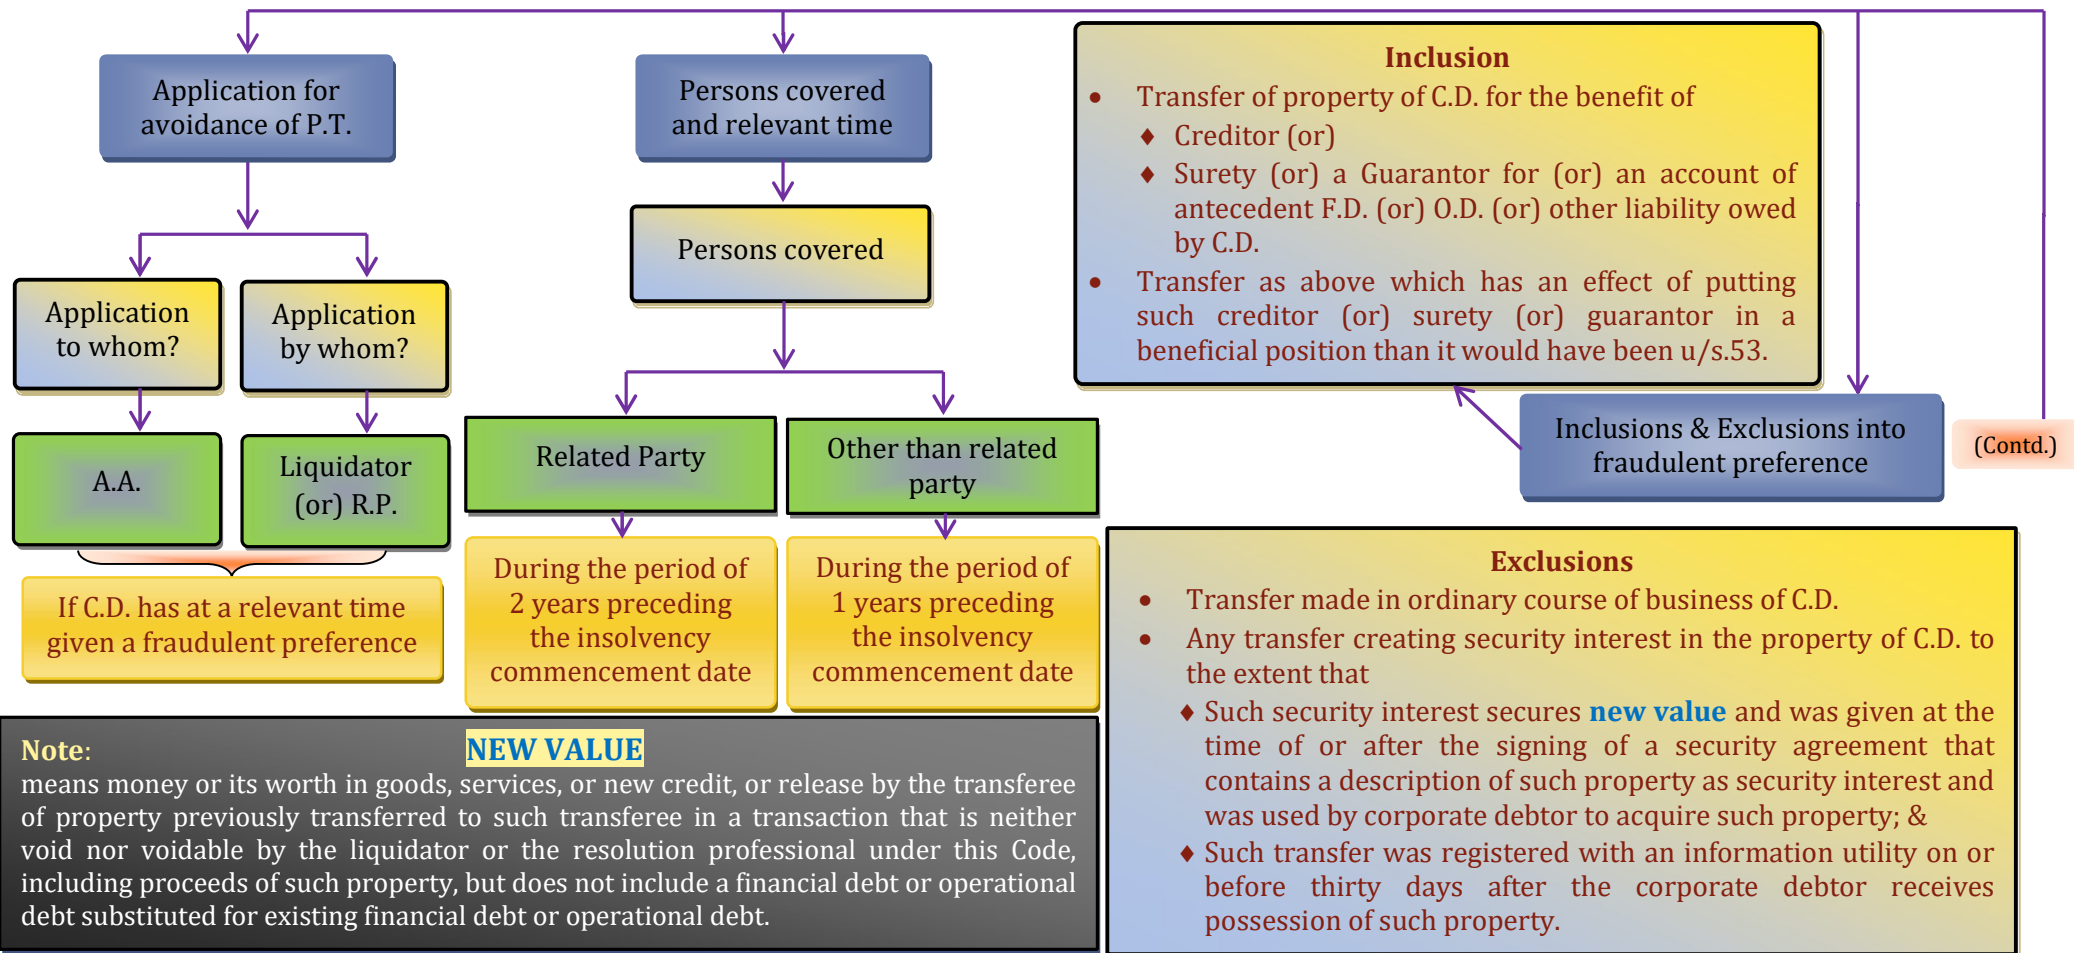 Application for
avoidance of P.T.
Application
to whom?
Application
by whom?
A.A.
Liquidator
(or) R.P.
If C.D. has at a relevant time
given a fraudulent preference
Persons covered
and relevant time
Persons covered
Related Party
Other than related
party
During the period of
2 years preceding
the insolvency
commencement date
During the period of
1 years preceding
the insolvency
commencement date
Inclusion
• Transfer of property of C.D. for the benefit of
♦ Creditor (or)
♦ Surety (or) a Guarantor for (or) an account of
antecedent F.D. (or) O.D. (or) other liability owed
by C.D.
• Transfer as above which has an effect of putting
such creditor (or) surety (or) guarantor in a
beneficial position than it would have been u/s.53.
Inclusions & Exclusions into
fraudulent preference
(Contd.)
Exclusions
• Transfer made in ordinary course of business of C.D.
• Any transfer creating security interest in the property of C.D. to
the extent that
♦ Such security interest secures new value and was given at the
time of or after the signing of a security agreement that
contains a description of such property as security interest and
was used by corporate debtor to acquire such property; &
♦ Such transfer was registered with an information utility on or
before thirty days after the corporate debtor receives
possession of such property.
Note: NEW VALUE
means money or its worth in goods, services, or new credit, or release by the transferee
of property previously transferred to such transferee in a transaction that is neither
void nor voidable by the liquidator or the resolution professional under this Code,
including proceeds of such property, but does not include a financial debt or operational
debt substituted for existing financial debt or operational debt.